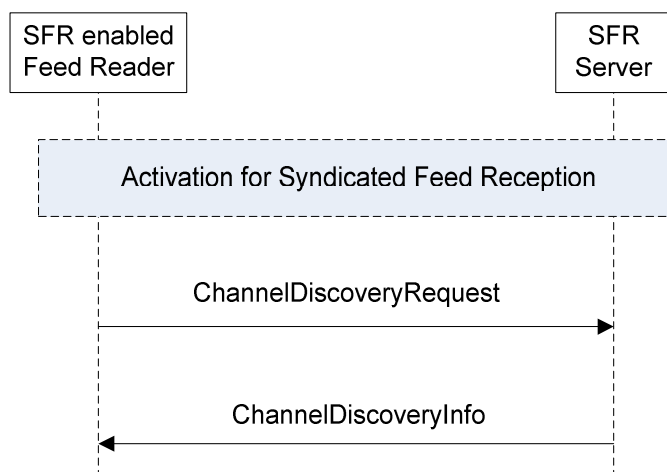 SFR enabled
Feed Reader
SFR
Server
Activation for Syndicated Feed Reception
ChannelDiscoveryRequest
ChannelDiscoveryInfo